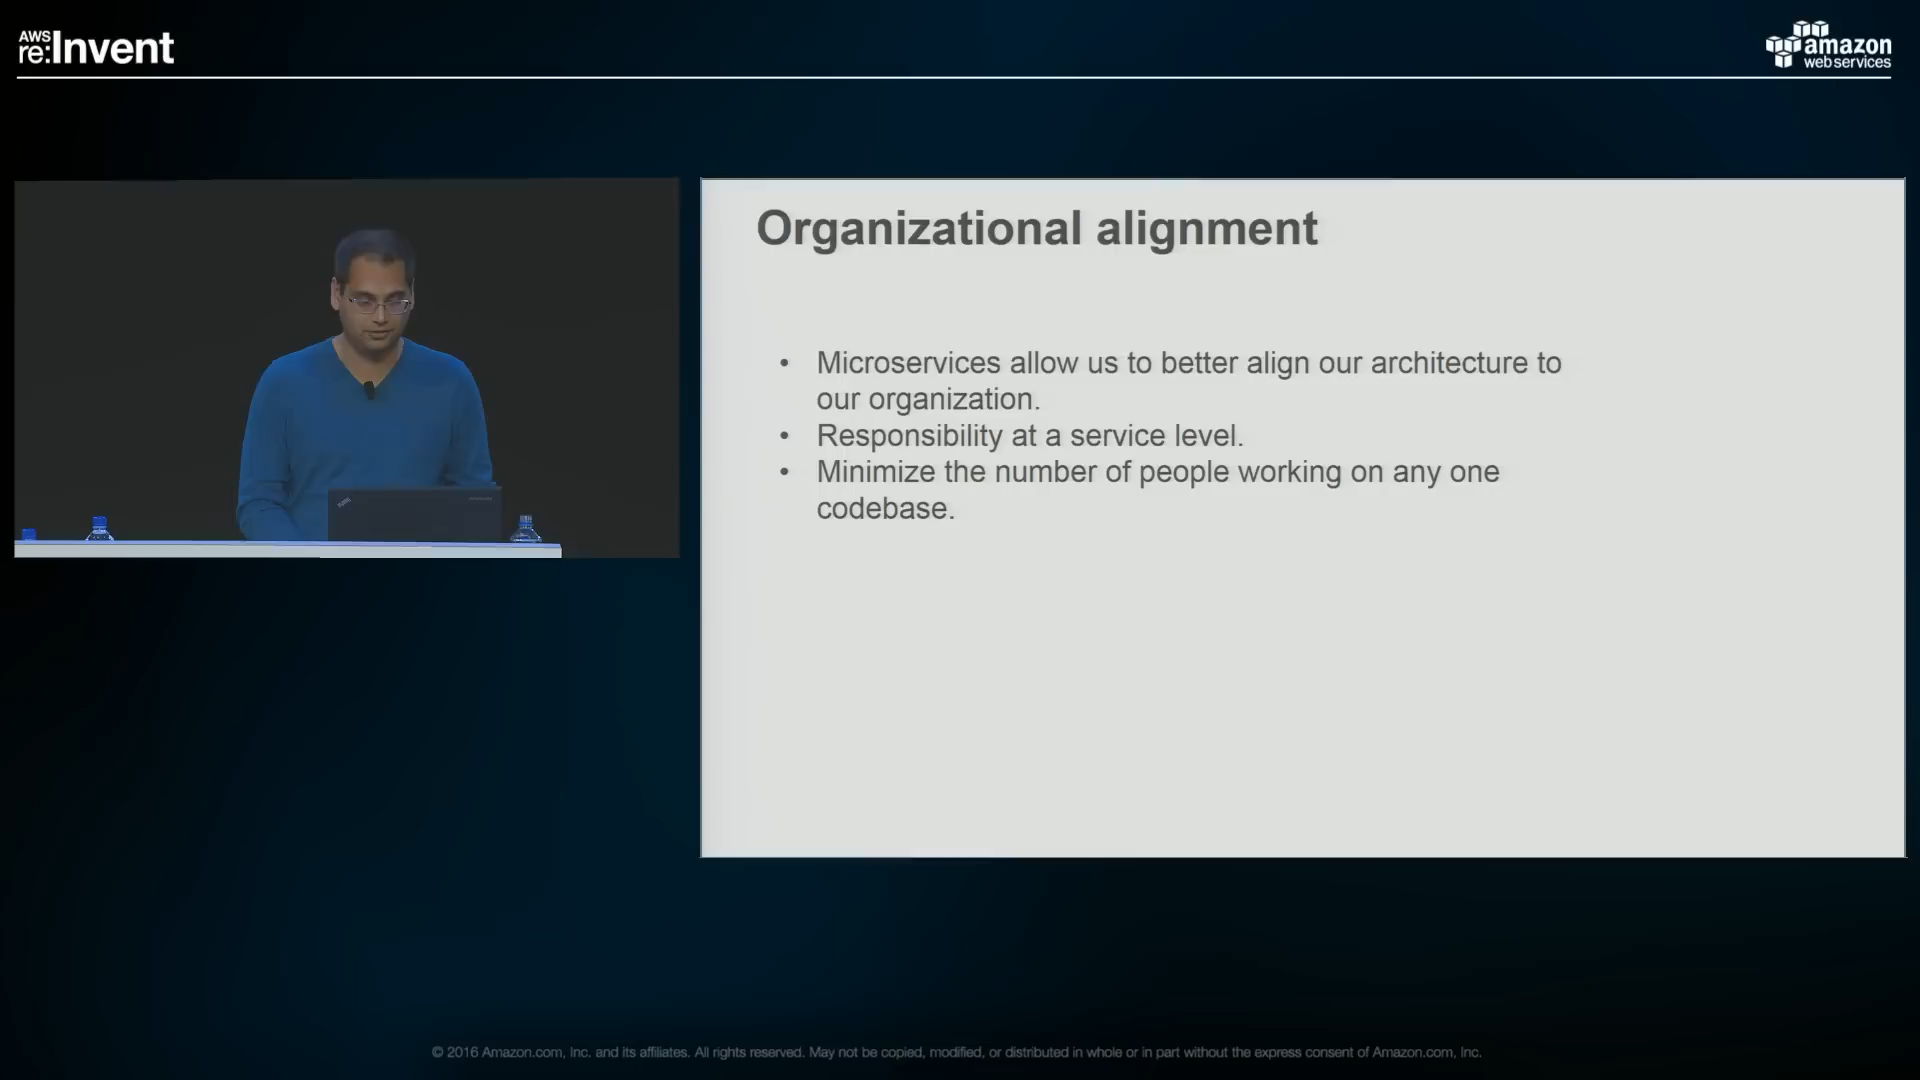 AWS
re:Invent
amazon
web services
Organizational alignment
• Microservices allow us to better align our architecture to
our organization.
• Responsibility at a service level.
• Minimize the number of people working on any one
codebase.
© 2016 Amazon.com, Inc. and its affiliates. All rights reserved. May not be copied, modified, or distributed in whole or in part without the express consent of Amazon.com, Inc.